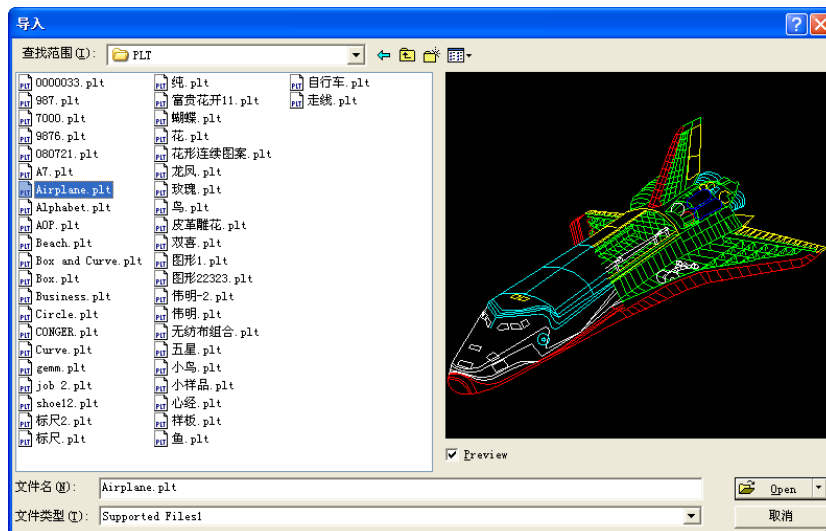 导入
查找范围(I): PLT
0000033.plt
987.plt
7000.plt
9876.plt
080721.plt
A7.plt
Airplane.plt
Alphabet.plt
AOP.plt
Beach.plt
Box and Curve.plt
Box.plt
Business.plt
Circle.plt
CONGER.plt
Curve.plt
gemm.plt
job 2.plt
shoe12.plt
标尺2.plt
标尺.plt
纯.plt
富贵花开11.plt
蝴蝶.plt
花.plt
花形连续图案.plt
龙凤.plt
玫瑰.plt
鸟.plt
皮革雕花.plt
双喜.plt
图形1.plt
图形22323.plt
伟明-2.plt
伟明.plt
无纺布组合.plt
五星.plt
小鸟.plt
小样品.plt
心经.plt
样板.plt
鱼.plt
自行车.plt
走线.plt
Preview
文件名(N): Airplane.plt
Open
文件类型(T): Supported Files1
取消